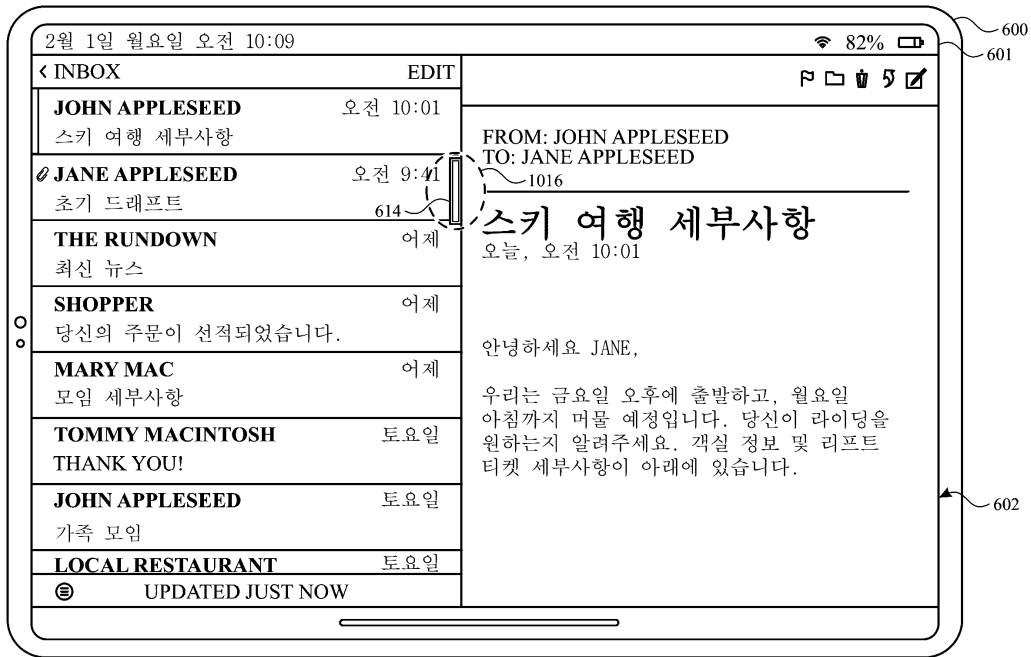 2월 1일 월요일 오전 10:09
82%
600
601
< INBOX
EDIT
JOHN APPLESEED 오전 10:01
스키 여행 세부사항
JANE APPLESEED 오전 9:41
초기 드래프트
614
THE RUNDOWN 어제
최신 뉴스
SHOPPER 어제
당신의 주문이 선적되었습니다.
MARY MAC 어제
모임 세부사항
TOMMY MACINTOSH 토요일
THANK YOU!
JOHN APPLESEED 토요일
가족 모임
LOCAL RESTAURANT 토요일
UPDATED JUST NOW
FROM: JOHN APPLESEED
TO: JANE APPLESEED
1016
스키 여행 세부사항
오늘, 오전 10:01
안녕하세요 JANE,
우리는 금요일 오후에 출발하고, 월요일
아침까지 머물 예정입니다. 당신이 라이딩을
원하는지 알려주세요. 객실 정보 및 리프트
티켓 세부사항이 아래에 있습니다.
602